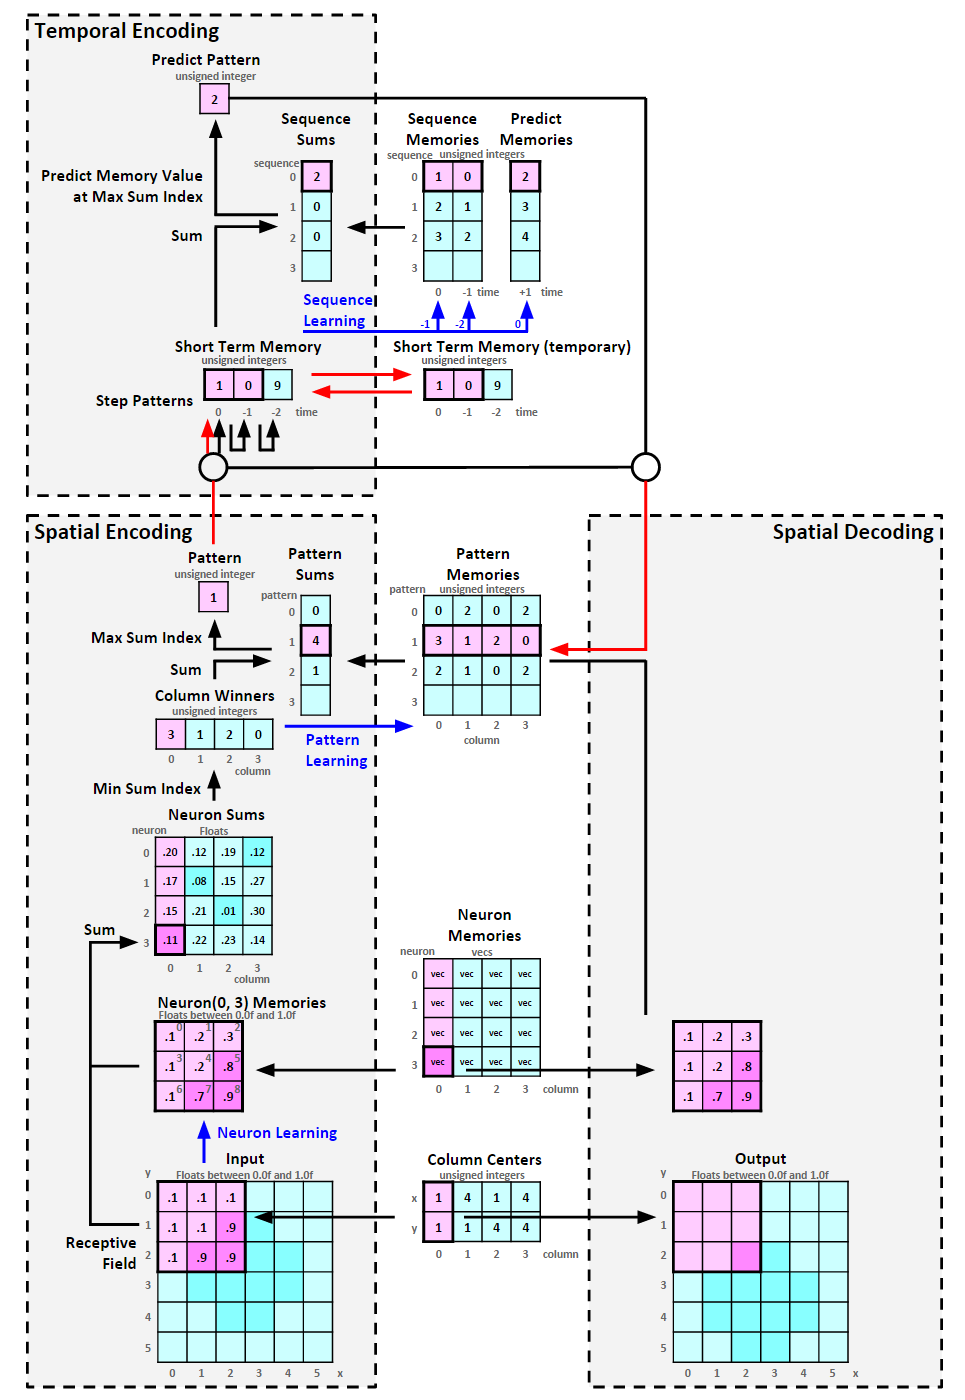 Temporal Encoding
Predict Pattern
unsigned integer
2
Sequence Sums
Sequence Memories
Predict Memories
sequence
sequence unsigned integers
Predict Memory Value at Max Sum Index
0 2
0 1 0
2
1 0
1 2 1
3
Sum
2 0
2 3 2
4
3
3
0 -1 time
+1 time
Sequence Learning
-1 -2 0
Short Term Memory
unsigned integers
Short Term Memory (temporary)
unsigned integers
1 0 9
1 0 9
Step Patterns
0 -1 -2 time
0 -1 -2 time
Spatial Encoding
Spatial Decoding
Pattern
unsigned integer
1
Pattern Sums
Pattern Memories
pattern
pattern unsigned integers
0 0
0 0 2 0 2
Max Sum Index
1 4
1 3 1 2 0
Sum
2 1
2 2 1 0 2
3
3
0 1 2 3
column
Column Winners
unsigned integers
3 1 2 0
0 1 2 3
column
Pattern Learning
Min Sum Index
Neuron Sums
neuron Floats
0 .20 .12 .19 .12
1 .17 .08 .15 .27
2 .15 .21 .01 .30
3 .11 .22 .23 .14
0 1 2 3
column
Sum
Neuron Memories
neuron vecs
0 vec vec vec vec
1 vec vec vec vec
2 vec vec vec vec
3 vec vec vec vec
0 1 2 3 column
Neuron(0, 3) Memories
Floats between 0.0f and 1.0f
0 1 2
.1 .2 .3
3 4 5
.1 .2 .8
6 7 8
.1 .7 .9
.1 .2 .3
.1 .2 .8
.1 .7 .9
Neuron Learning
Input
y Floats between 0.0f and 1.0f
0 .1 .1 .1
1 .1 .1 .9
2 .1 .9 .9
3
4
5
0 1 2 3 4 5 x
Receptive Field
Column Centers
unsigned integers
x 1 4 1 4
y 1 1 4 4
0 1 2 3 column
Output
y Floats between 0.0f and 1.0f
0
1
2
3
4
5
0 1 2 3 4 5 x